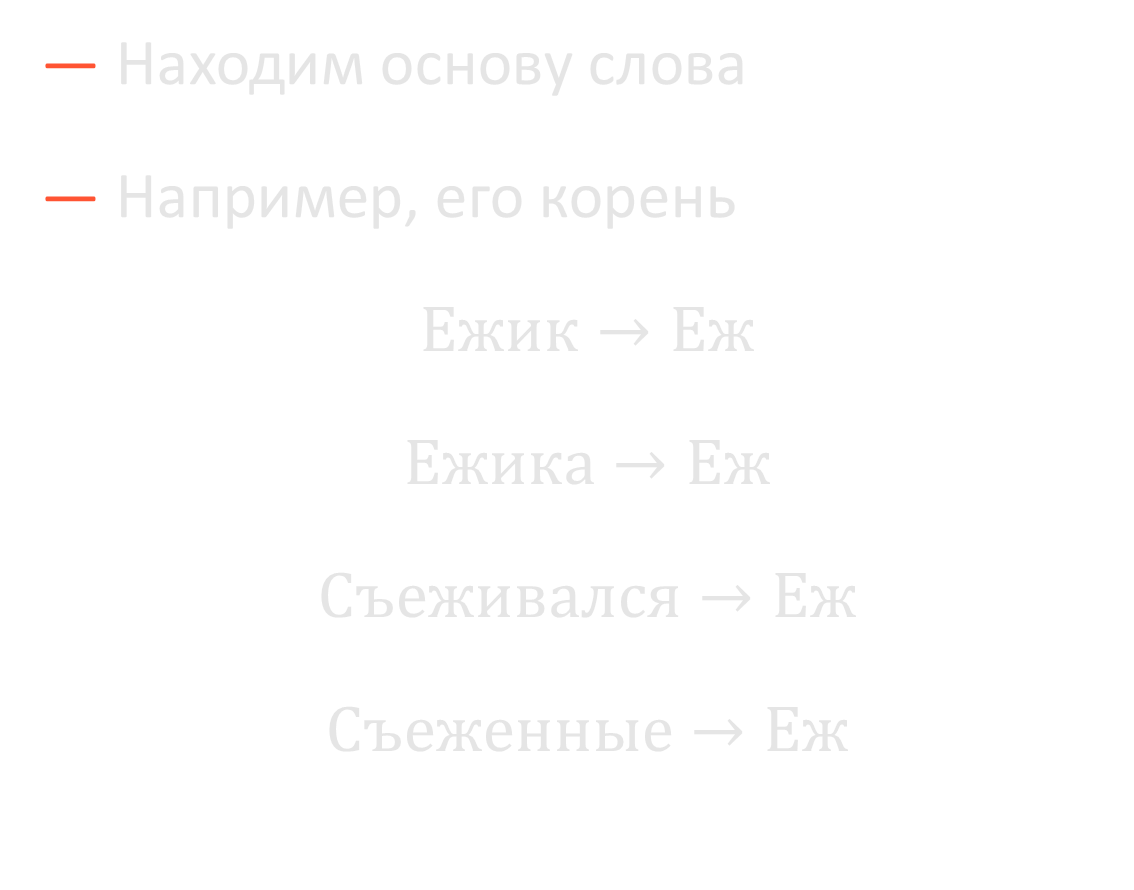 — Находим основу слова
— Например, его корень
Ежик → Еж
Ежика → Еж
Съеживался → Еж
Съеженные → Еж